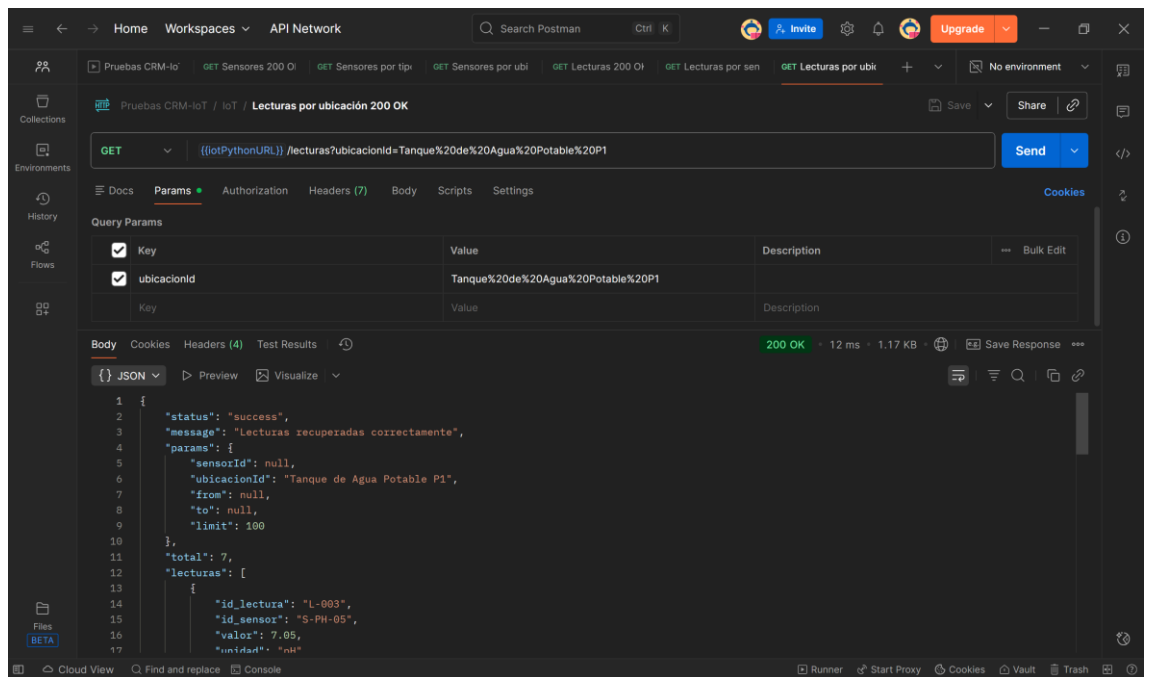 Home Workspaces API Network Search Postman Ctrl K Invite Upgrade
Pruebas CRM-Io GET Sensores 200 O GET Sensores por tip GET Sensores por ubi GET Lecturas 200 O GET Lecturas por sen GET Lecturas por ubic No environment
HTTP Pruebas CRM-IoT / IoT / Lecturas por ubicación 200 OK Save Share
Collections
GET {{iotPythonURL}} /lecturas?ubicacionId=Tanque%20de%20Agua%20Potable%20P1 Send
Environments
Docs Params Authorization Headers (7) Body Scripts Settings Cookies
History
Query Params
Key Value Description Bulk Edit
Flows
ubicacionId Tanque%20de%20Agua%20Potable%20P1
Key Value Description
Body Cookies Headers (4) Test Results 200 OK 12 ms 1.17 KB e.g. Save Response
{} JSON Preview Visualize
1 {
2 "status": "success",
3 "message": "Lecturas recuperadas correctamente",
4 "params": {
5 "sensorId": null,
6 "ubicacionId": "Tanque de Agua Potable P1",
7 "from": null,
8 "to": null,
9 "limit": 100
10 },
11 "total": 7,
12 "lecturas": [
13 {
14 "id_lectura": "L-003",
15 "id_sensor": "S-PH-05",
16 "valor": 7.05,
17 "unidad": "pH"
Files
BETA
Cloud View Find and replace Console Runner Start Proxy Cookies Vault Trash